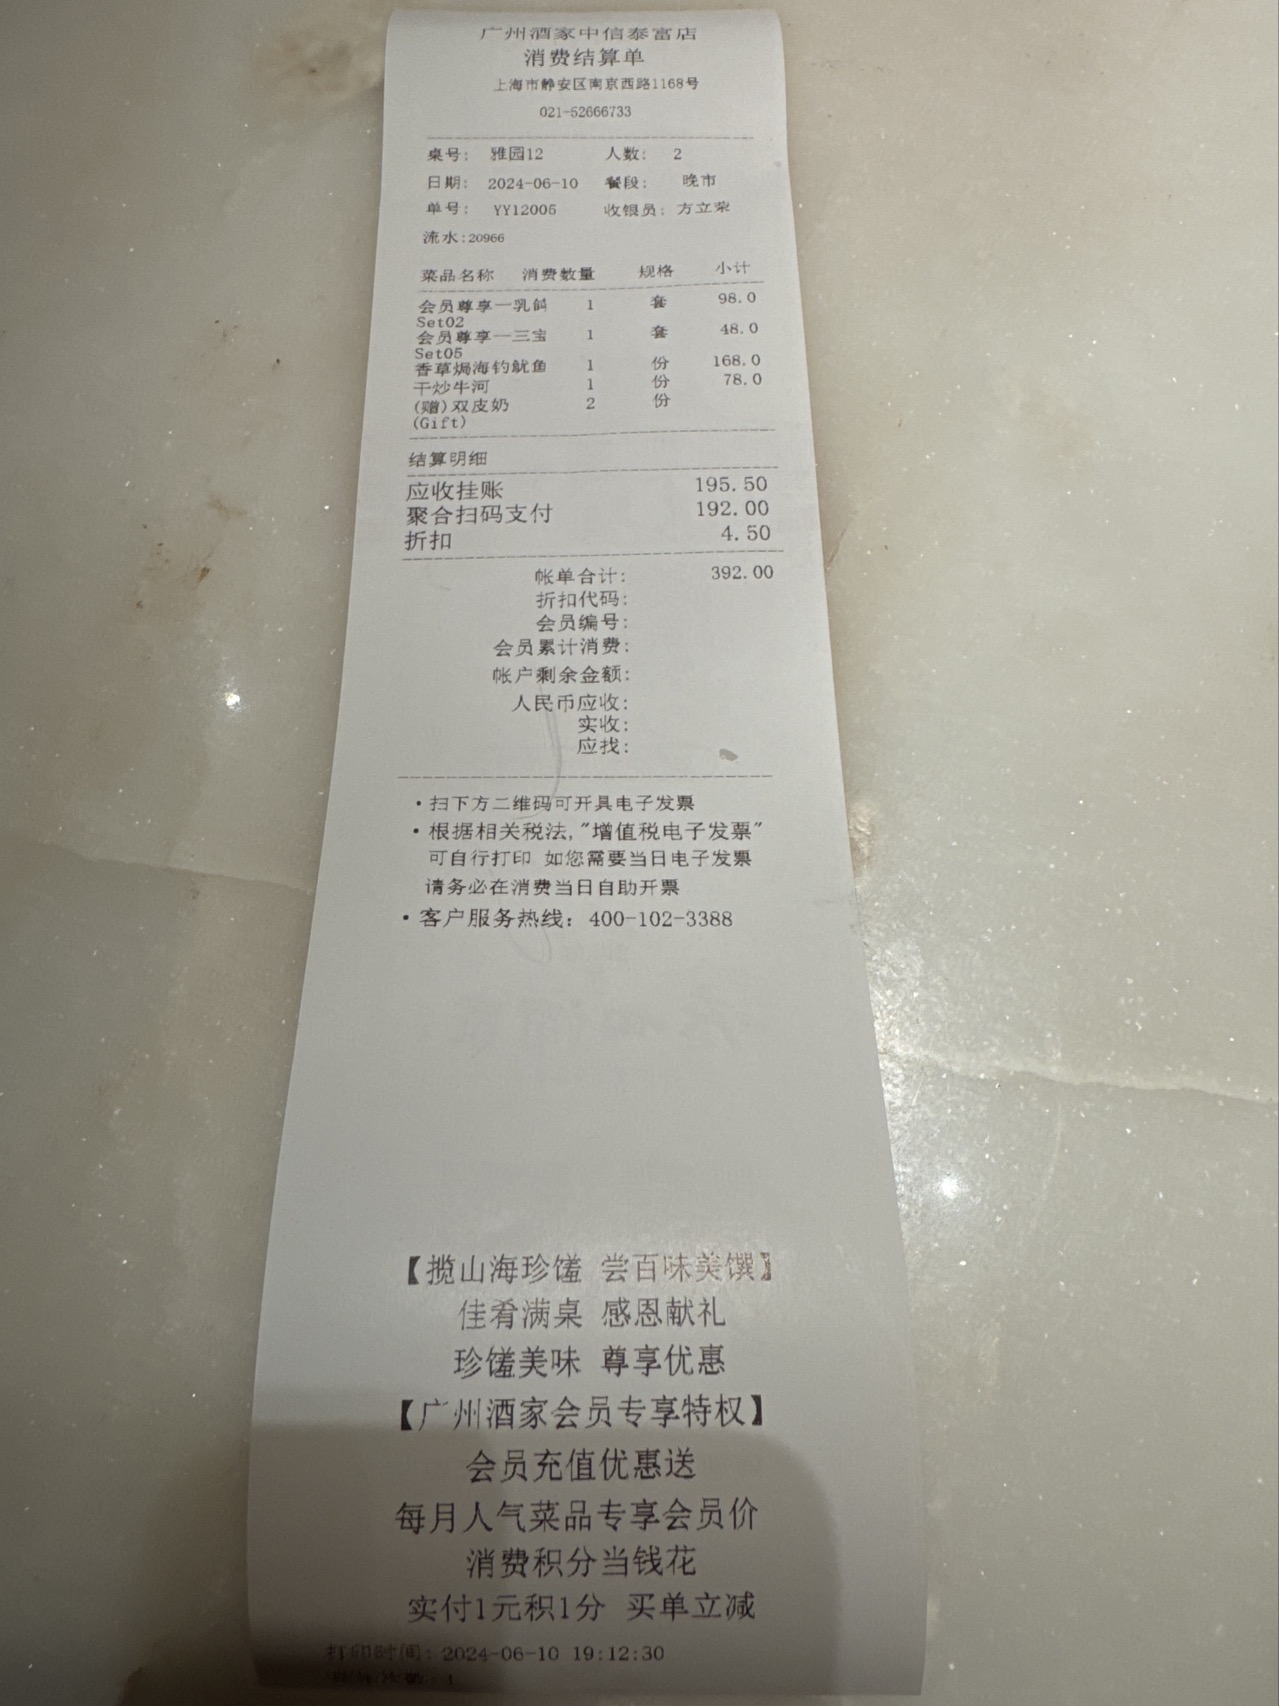 广州酒家中信泰富店
消费结算单
上海市静安区南京西路1168号
021-52666733
桌号: 雅园12 人数: 2
日期: 2024-06-10 餐段: 晚市
单号: YY12005 收银员: 方立荣
流水:20966
菜品名称 消费数量 规格 小计
会员尊享一乳鸽 1 套 98.0
Set02
会员尊享一三宝 1 套 48.0
Set05
香草焗海钓鱿鱼 1 份 168.0
干炒牛河 1 份 78.0
(赠)双皮奶 2 份
(Gift)
结算明细
应收挂账 195.50
聚合扫码支付 192.00
折扣 4.50
帐单合计: 392.00
折扣代码:
会员编号:
会员累计消费:
帐户剩余金额:
人民币应收:
实收:
应找:
·扫下方二维码可开具电子发票
·根据相关税法,"增值税电子发票"
可自行打印 如您需要当日电子发票
请务必在消费当日自助开票
·客户服务热线: 400-102-3388
【揽山海珍馐 尝百味美馔】
佳肴满桌 感恩献礼
珍馐美味 尊享优惠
【广州酒家会员专享特权】
会员充值优惠送
每月人气菜品专享会员价
消费积分当钱花
实付1元积1分 买单立减
打印时间: 2024-06-10 19:12:30